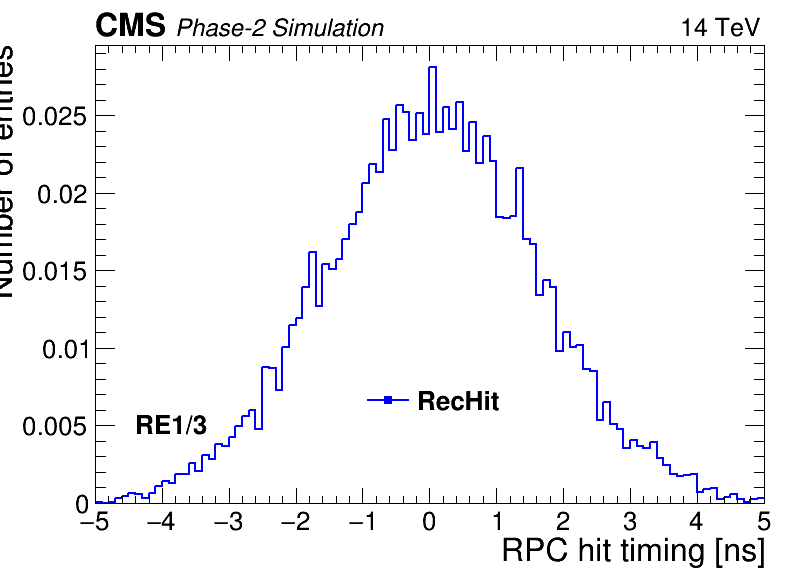 CMS Phase-2 Simulation 14 TeV
Number of entries
0.025
0.02
0.015
0.01
0.005
0
RE1/3
RecHit
−5 −4 −3 −2 −1 0 1 2 3 4 5
RPC hit timing [ns]